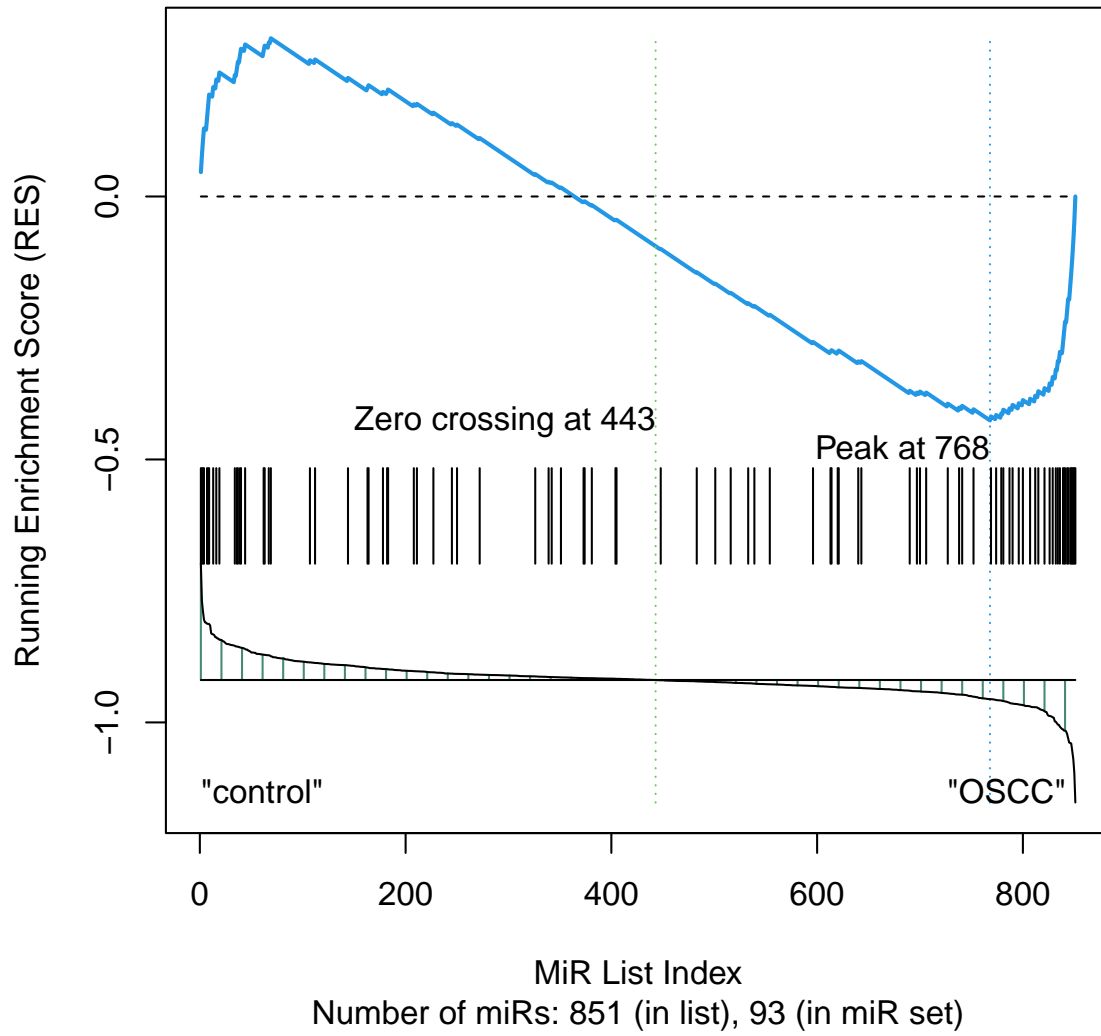 Running Enrichment Score (RES)
0.0
−0.5
−1.0
Zero crossing at 443
Peak at 768
"control"
"OSCC"
0
200
400
600
800
MiR List Index
Number of miRs: 851 (in list), 93 (in miR set)